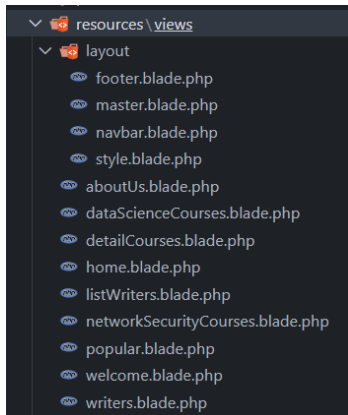 resources\views
layout
footer.blade.php
master.blade.php
navbar.blade.php
style.blade.php
aboutUs.blade.php
dataScienceCourses.blade.php
detailCourses.blade.php
home.blade.php
listWriters.blade.php
networkSecurityCourses.blade.php
popular.blade.php
welcome.blade.php
writers.blade.php